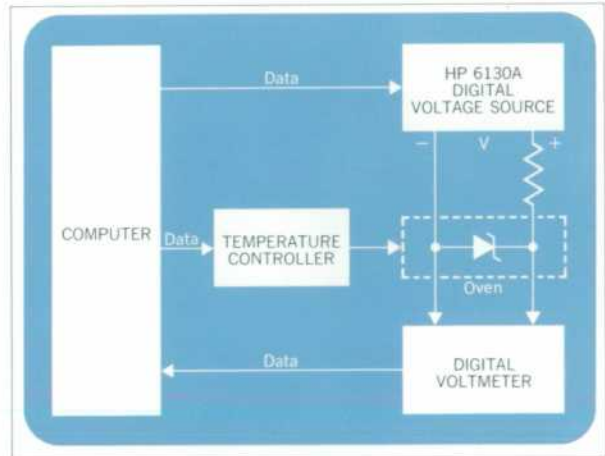 Data
HP 6130A
DIGITAL
VOLTAGE SOURCE
− V +
COMPUTER
Data
TEMPERATURE
CONTROLLER
Oven
Data
DIGITAL
VOLTMETER